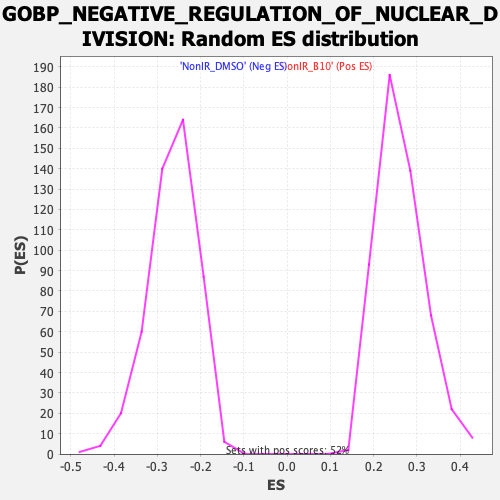 GOBP_NEGATIVE_REGULATION_OF_NUCLEAR_D
IVISION: Random ES distribution
'NonIR_DMSO' (Neg ES)onIR_B10' (Pos ES)
190
180
170
160
150
140
130
120
110
100
90
80
70
60
50
40
30
20
10
0
P(ES)
Sets with pos scores: 52%
-0.5 -0.4 -0.3 -0.2 -0.1 0.0 0.1 0.2 0.3 0.4
ES